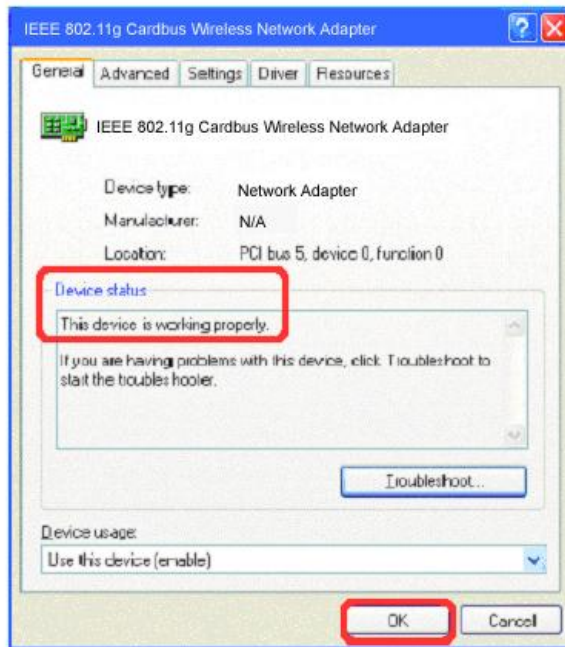 IEEE 802.11g Cardbus Wireless Network Adapter
General Advanced Settings Driver Resources
IEEE 802.11g Cardbus Wireless Network Adapter
Device type: Network Adapter
Manufacturer: N/A
Location: PCI bus 5, device 0, function 0
Device status
This device is working properly.
If you are having problems with this device, click Troubleshoot to
start the troubleshooter.
Troubleshoot...
Device usage:
Use this device (enable)
OK Cancel